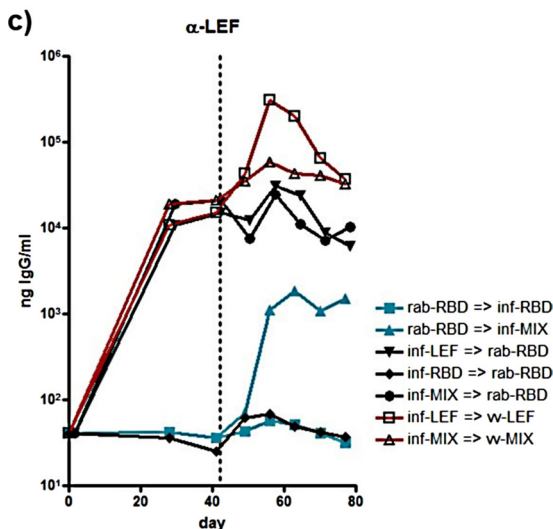 c)
α-LEF
10⁶
10⁵
10⁴
10³
10²
10¹
ng IgG/ml
0 20 40 60 80
day
rab-RBD => inf-RBD
rab-RBD => inf-MIX
inf-LEF => rab-RBD
inf-RBD => rab-RBD
inf-MIX => rab-RBD
inf-LEF => w-LEF
inf-MIX => w-MIX